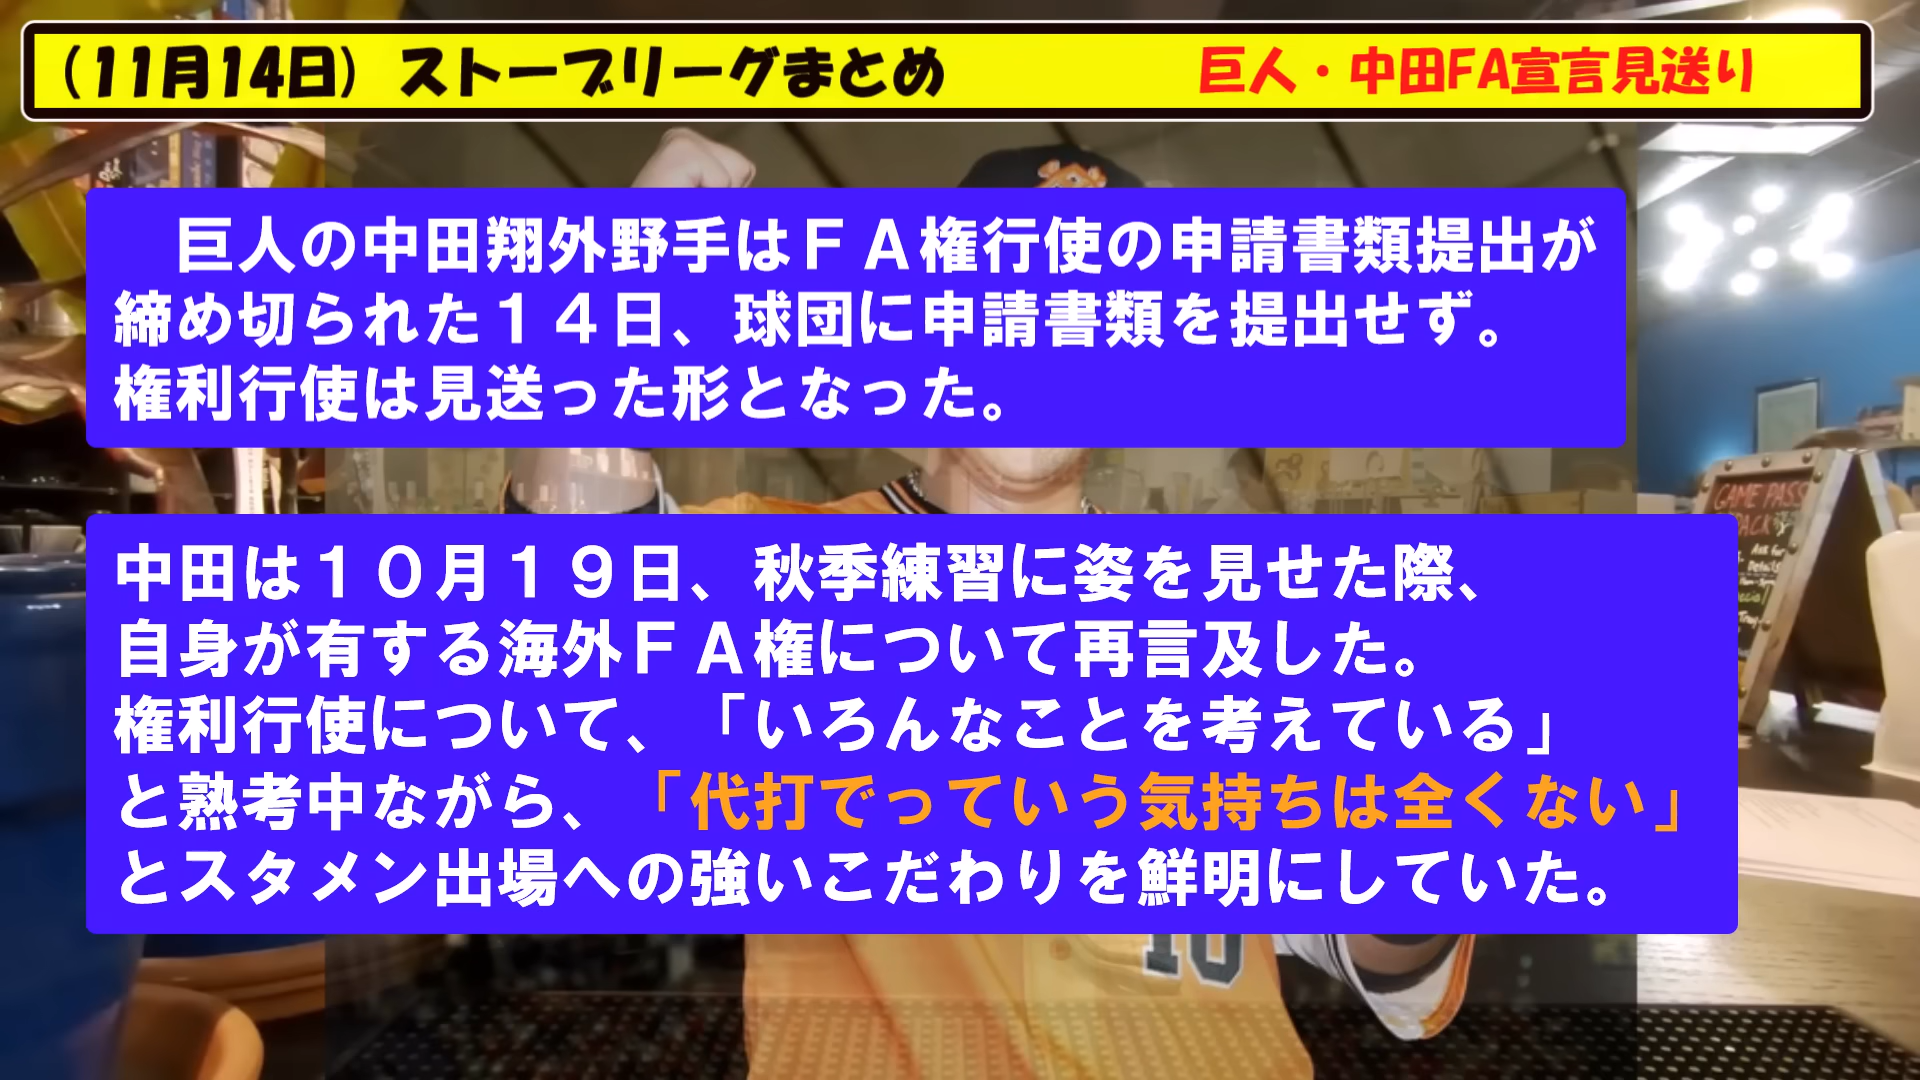 (11月14日) ストーブリーグまとめ
巨人・中田FA宣言見送り
巨人の中田翔外野手はＦＡ権行使の申請書類提出が
締め切られた１４日、球団に申請書類を提出せず。
権利行使は見送った形となった。
中田は１０月１９日、秋季練習に姿を見せた際、
自身が有する海外ＦＡ権について再言及した。
権利行使について、「いろんなことを考えている」
と熟考中ながら、「代打でっていう気持ちは全くない」
とスタメン出場への強いこだわりを鮮明にしていた。
GAME PASS
10